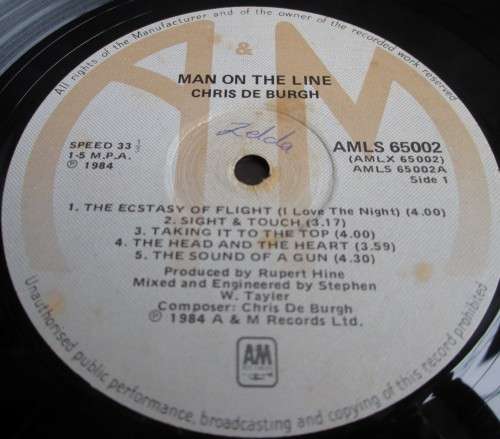 All rights of the Manufacturer and of the owner of the recorded work reserved
A & M
MAN ON THE LINE
CHRIS DE BURGH
Zelda
SPEED 33
1-5 M.P.A.
℗ 1984
AMLS 65002
(AMLX 65002)
AMLS 65002A
Side 1
1. THE ECSTASY OF FLIGHT (I Love The Night) (4.00)
2. SIGHT & TOUCH (3.17)
3. TAKING IT TO THE TOP (4.00)
4. THE HEAD AND THE HEART (3.59)
5. THE SOUND OF A GUN (4.30)
Produced by Rupert Hine
Mixed and Engineered by Stephen
W. Tayler
Composer: Chris De Burgh
℗ 1984 A & M Records Ltd.
AM
Unauthorised public performance, broadcasting and copying of this record prohibited